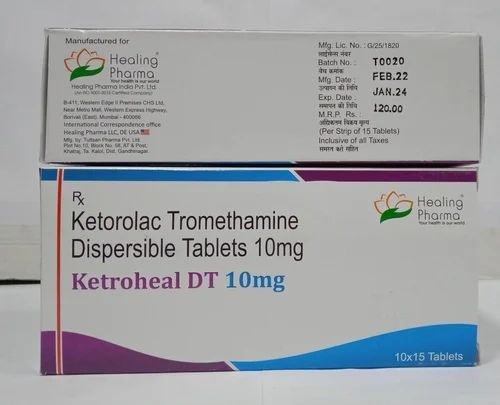 Manufactured for
Healing
Pharma
Your health is our world
Healing Pharma India Pvt. Ltd.
(An ISO 9001-2015 Certified Company)
B-411, Western Edge II Premises CHS Ltd,
Near Metro Mall, Western Express Highway,
Borivali (East), Mumbai - 400066
International Correspondence office
Healing Pharma LLC, DE USA
Mfg. by: Tuttsan Pharma Pvt. Ltd.
Plot No.10, Block No. 58, AT & Post,
Khatraj, Ta. Kalol, Dist. Gandhinagar.
Mfg. Lic. No. : G/25/1820
लाईसेन्स नंबर
Batch No. : T0020
बेच क्रमांक
Mfg. Date : FEB.22
उत्पादन की तिथि
Exp. Date : JAN.24
समाप्त की तिथि
M.R.P. Rs. : 120.00
अधिकतम विक्रय मूल्य
(Per Strip of 15 Tablets)
Inclusive of all Taxes
समस्त करों सहित
Rx
Ketorolac Tromethamine
Dispersible Tablets 10mg
Ketroheal DT 10mg
Healing
Pharma
Your health is our world
10x15 Tablets